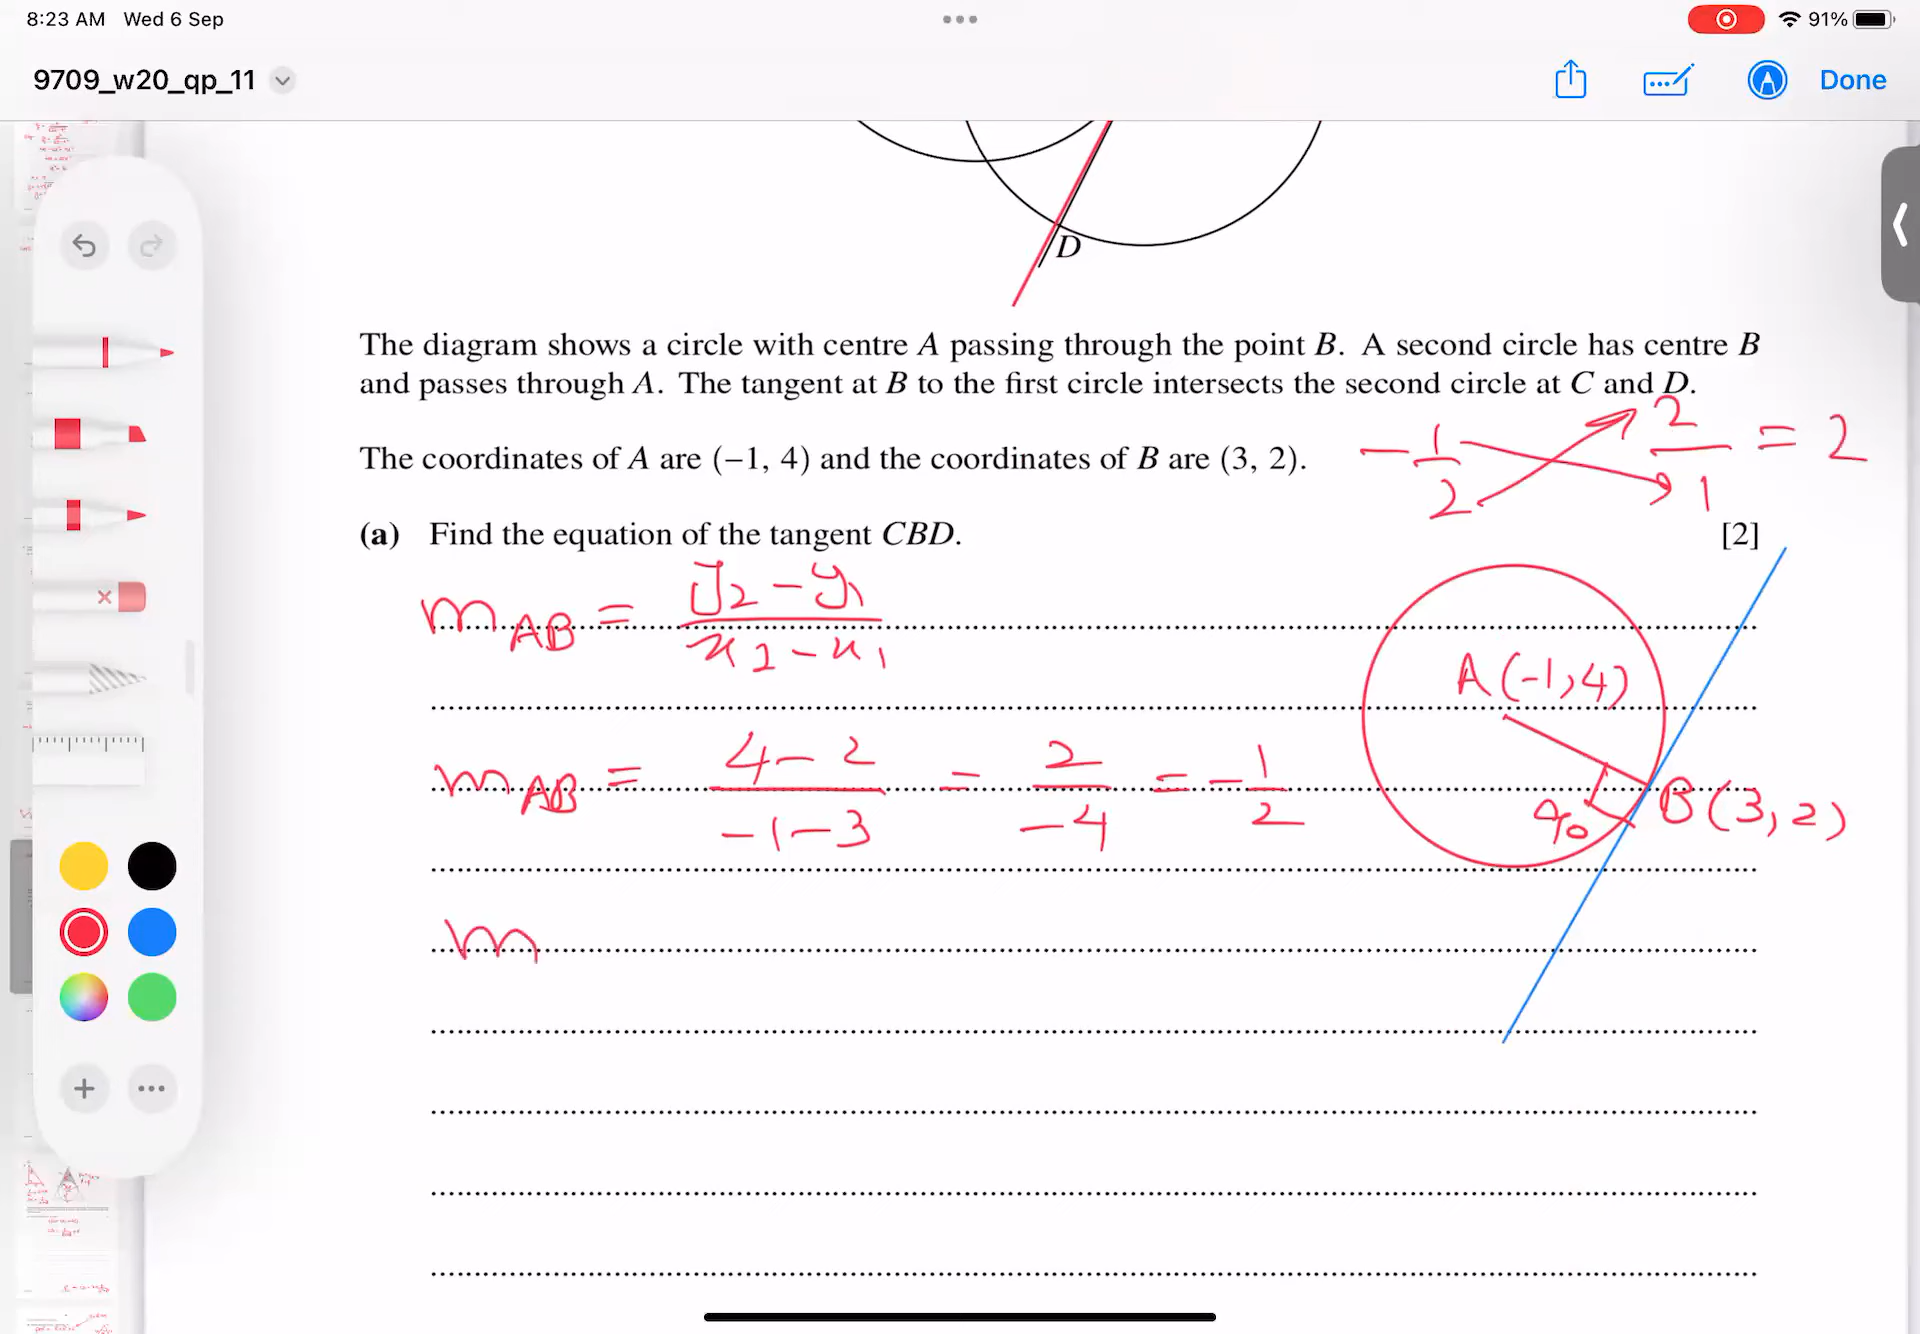 8:23 AM Wed 6 Sep
91%
9709_w20_qp_11
Done
D
The diagram shows a circle with centre A passing through the point B. A second circle has centre B
and passes through A. The tangent at B to the first circle intersects the second circle at C and D.
The coordinates of A are (−1, 4) and the coordinates of B are (3, 2).
-1/2 2/1 = 2
(a) Find the equation of the tangent CBD.
[2]
m AB = y2 - y1 / x2 - x1
A (-1, 4)
m AB = 4 - 2 / -1 - 3 = 2 / -4 = - 1/2
90
B (3, 2)
m